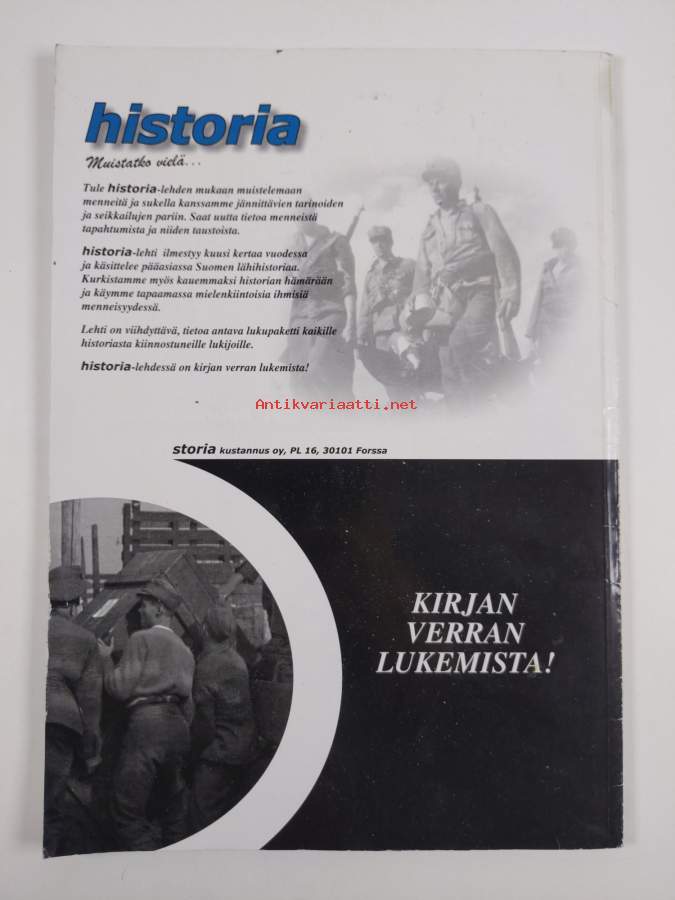 historia
Muistatko vielä...
Tule historia-lehden mukaan muistelemaan
menneitä ja sukella kanssamme jännittävien tarinoiden
ja seikkailujen pariin. Saat uutta tietoa menneistä
tapahtumista ja niiden taustoista.
historia-lehti ilmestyy kuusi kertaa vuodessa
ja käsittelee pääasiassa Suomen lähihistoriaa.
Kurkistamme myös kauemmaksi historian hämärään
ja käymme tapaamassa mielenkiintoisia ihmisiä
menneisyydessä.
Lehti on viihdyttävä, tietoa antava lukupaketti kaikille
historiasta kiinnostuneille lukijoille.
historia-lehdessä on kirjan verran lukemista!
Antikvariaatti.net
storia kustannus oy, PL 16, 30101 Forssa
KIRJAN
VERRAN
LUKEMISTA!